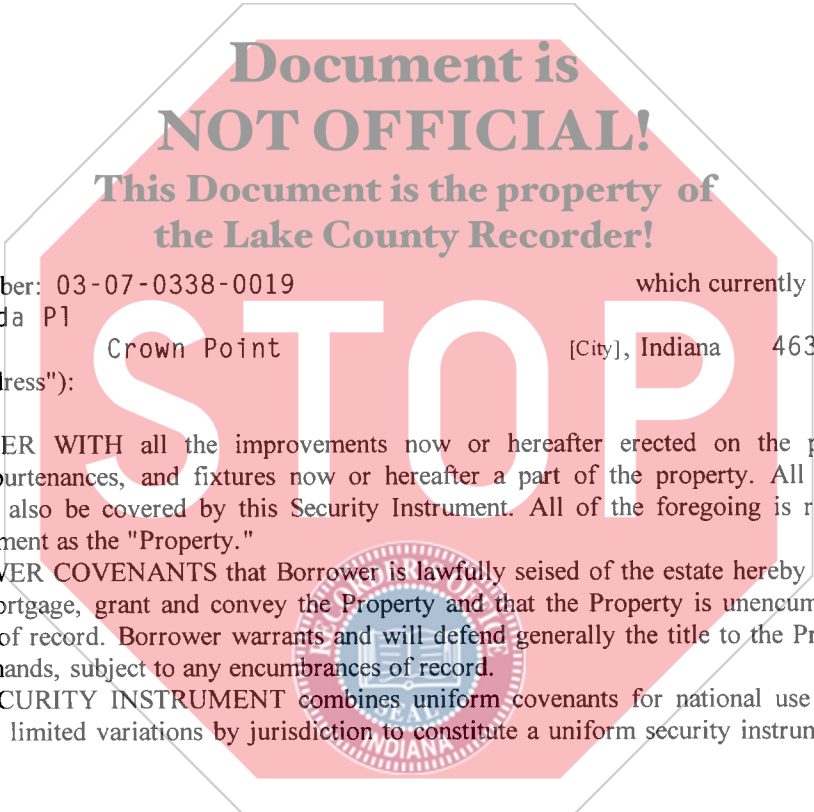 Document is
NOT OFFICIAL!
This Document is the property of
the Lake County Recorder!
ber: 03-07-0338-0019 which currently
da Pl
Crown Point [City], Indiana 463
dress"):
STOP
ER WITH all the improvements now or hereafter erected on the p
purtenances, and fixtures now or hereafter a part of the property. All
also be covered by this Security Instrument. All of the foregoing is r
ment as the "Property."
VER COVENANTS that Borrower is lawfully seised of the estate hereby
ortgage, grant and convey the Property and that the Property is unencum
of record. Borrower warrants and will defend generally the title to the Pr
nands, subject to any encumbrances of record.
CURITY INSTRUMENT combines uniform covenants for national use
limited variations by jurisdiction to constitute a uniform security instrun
SEAL
INDIANA